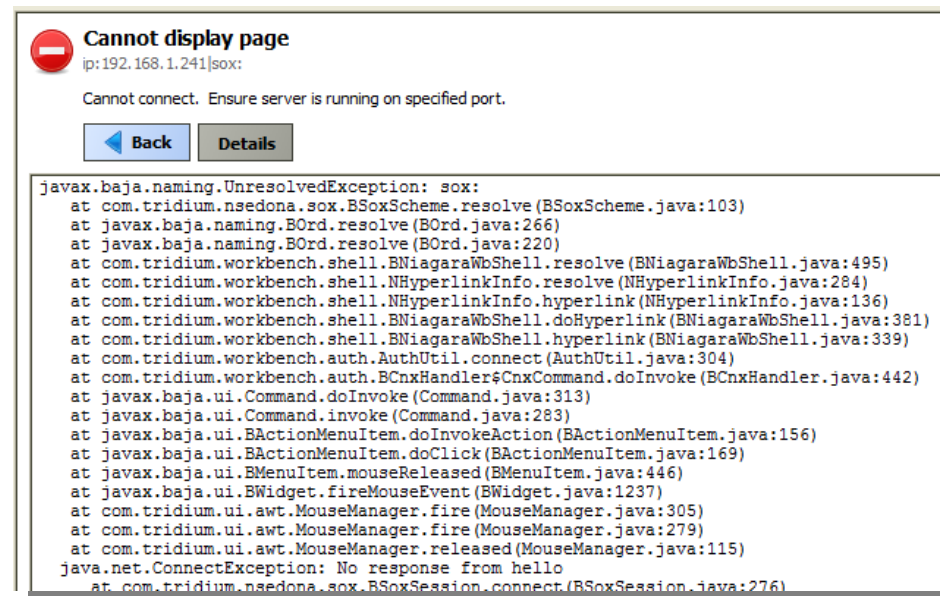 Cannot display page
ip:192.168.1.241|sox:
Cannot connect. Ensure server is running on specified port.
Back Details
javax.baja.naming.UnresolvedException: sox:
at com.tridium.nsedona.sox.BSoxScheme.resolve(BSoxScheme.java:103)
at javax.baja.naming.BOrd.resolve(BOrd.java:266)
at javax.baja.naming.BOrd.resolve(BOrd.java:220)
at com.tridium.workbench.shell.BNiagaraWbShell.resolve(BNiagaraWbShell.java:495)
at com.tridium.workbench.shell.NHyperlinkInfo.resolve(NHyperlinkInfo.java:284)
at com.tridium.workbench.shell.NHyperlinkInfo.hyperlink(NHyperlinkInfo.java:136)
at com.tridium.workbench.shell.BNiagaraWbShell.doHyperlink(BNiagaraWbShell.java:381)
at com.tridium.workbench.shell.BNiagaraWbShell.hyperlink(BNiagaraWbShell.java:339)
at com.tridium.workbench.auth.AuthUtil.connect(AuthUtil.java:304)
at com.tridium.workbench.auth.BCnxHandler$CnxCommand.doInvoke(BCnxHandler.java:442)
at javax.baja.ui.Command.doInvoke(Command.java:313)
at javax.baja.ui.Command.invoke(Command.java:283)
at javax.baja.ui.BActionMenuItem.doInvokeAction(BActionMenuItem.java:156)
at javax.baja.ui.BActionMenuItem.doClick(BActionMenuItem.java:169)
at javax.baja.ui.BMenuItem.mouseReleased(BMenuItem.java:446)
at javax.baja.ui.BWidget.fireMouseEvent(BWidget.java:1237)
at com.tridium.ui.awt.MouseManager.fire(MouseManager.java:305)
at com.tridium.ui.awt.MouseManager.fire(MouseManager.java:279)
at com.tridium.ui.awt.MouseManager.released(MouseManager.java:115)
java.net.ConnectException: No response from hello
at com.tridium.nsedona.sox.BSoxSession.connect(BSoxSession.java:276)